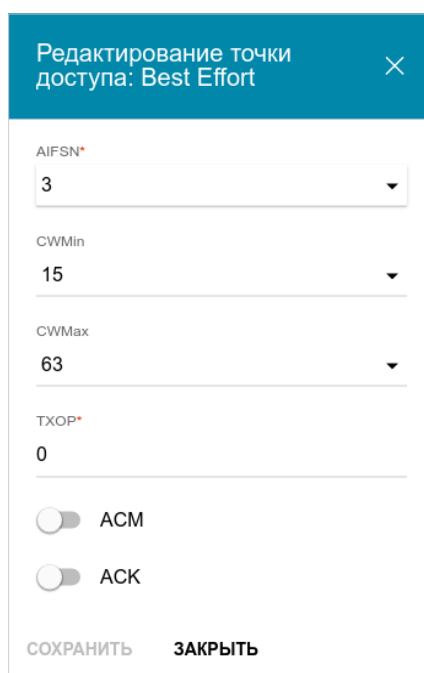 Редактирование точки
доступа: Best Effort
AIFSN*
3
CWMin
15
CWMax
63
TXOP*
0
ACM
ACK
СОХРАНИТЬ ЗАКРЫТЬ